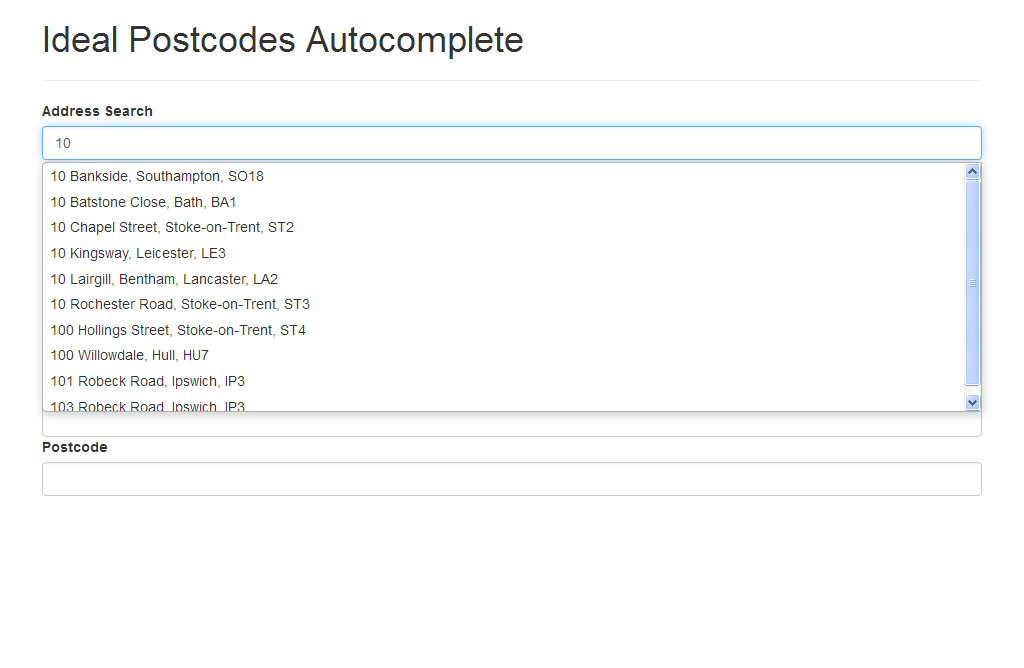 Ideal Postcodes Autocomplete
Address Search
10
10 Bankside, Southampton, SO18
10 Batstone Close, Bath, BA1
10 Chapel Street, Stoke-on-Trent, ST2
10 Kingsway, Leicester, LE3
10 Lairgill, Bentham, Lancaster, LA2
10 Rochester Road, Stoke-on-Trent, ST3
100 Hollings Street, Stoke-on-Trent, ST4
100 Willowdale, Hull, HU7
101 Robeck Road, Ipswich, IP3
103 Robeck Road, Ipswich, IP3
Postcode